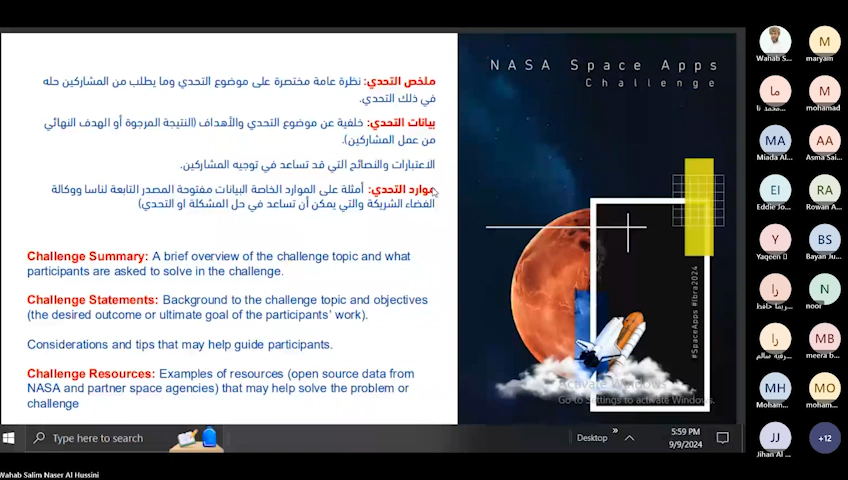 ملخص التحدي: نظرة عامة مختصرة على موضوع التحدي وما يطلب من المشاركين حله
في ذلك التحدي.
بيانات التحدي: خلفية عن موضوع التحدي والأهداف (النتيجة المرجوة أو الهدف النهائي
من عمل المشاركين).
الاعتبارات والنصائح التي قد تساعد في توجيه المشاركين.
موارد التحدي: أمثلة على الموارد الخاصة البيانات مفتوحة المصدر التابعة لناسا ووكالة
الفضاء الشريكة والتي يمكن أن تساعد في حل المشكلة او التحدي)
Challenge Summary: A brief overview of the challenge topic and what
participants are asked to solve in the challenge.
Challenge Statements: Background to the challenge topic and objectives
(the desired outcome or ultimate goal of the participants' work).
Considerations and tips that may help guide participants.
Challenge Resources: Examples of resources (open source data from
NASA and partner space agencies) that may help solve the problem or
challenge
NASA Space Apps
Challenge
#SpaceApps #Ibra2024
Activate Windows
Go to Settings to activate Windows.
Type here to search
Desktop
5:59 PM
9/9/2024
Wahab Salim Naser Al Hussini
Wahab S...
M
maryam
ما
M
mohamad
MA
Miada Al...
AA
Asma Sai...
EI
Eddie Jo...
RA
Rowan A...
Y
Yaqeen
BS
Bayan Ju...
را
ريما حافظ
N
noor
را
رقية سالم
MB
meera b...
MH
Moham...
MO
moham...
JJ
Jihan Al ...
+12